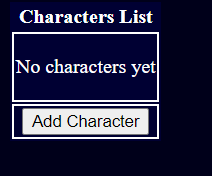 Characters List
No characters yet
Add Character